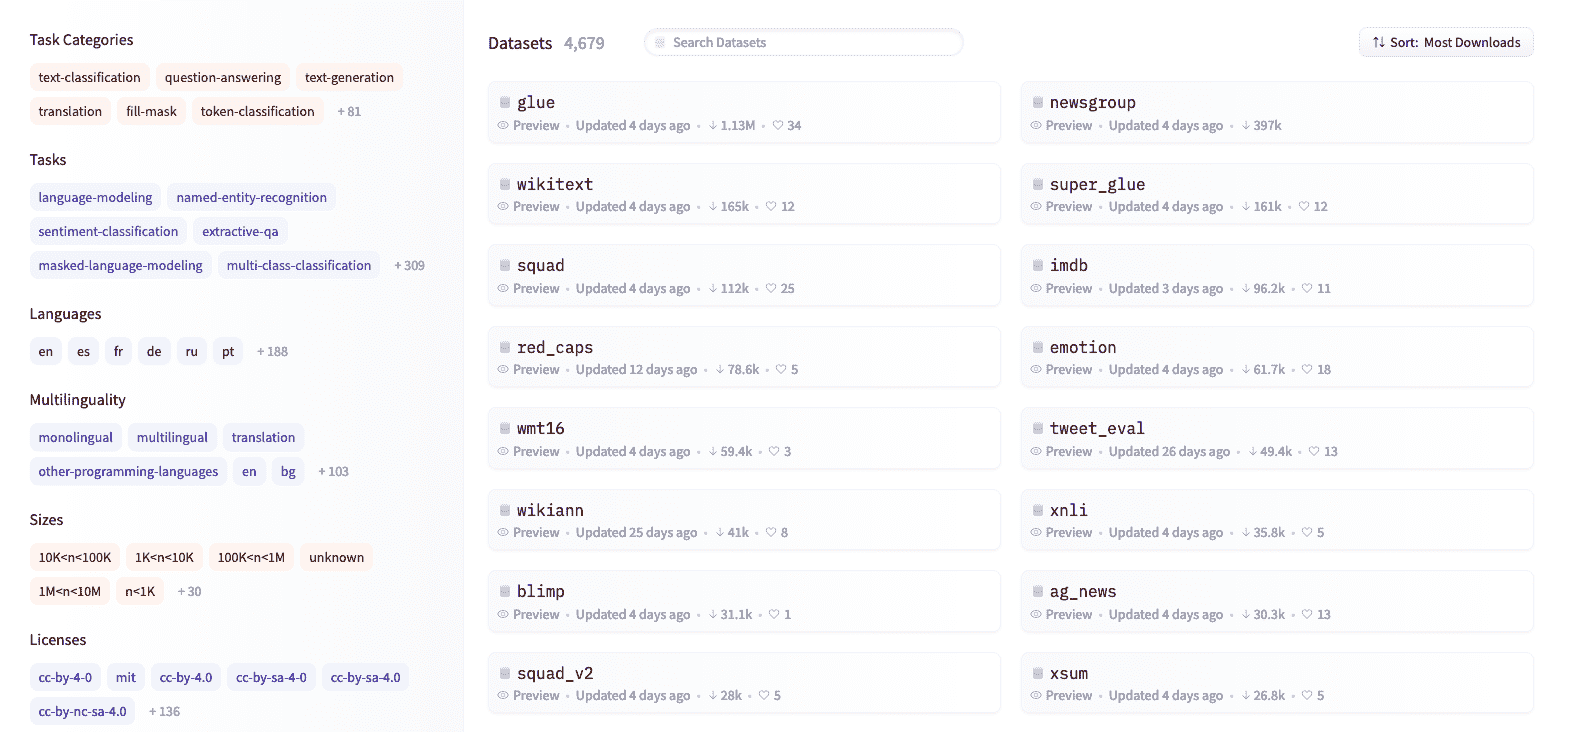 Task Categories
text-classification question-answering text-generation
translation fill-mask token-classification + 81
Tasks
language-modeling named-entity-recognition
sentiment-classification extractive-qa
masked-language-modeling multi-class-classification + 309
Languages
en es fr de ru pt + 188
Multilinguality
monolingual multilingual translation
other-programming-languages en bg + 103
Sizes
10K<n<100K 1K<n<10K 100K<n<1M unknown
1M<n<10M n<1K + 30
Licenses
cc-by-4-0 mit cc-by-4.0 cc-by-sa-4-0 cc-by-sa-4.0
cc-by-nc-sa-4.0 + 136
Datasets 4,679 Search Datasets Sort: Most Downloads
glue
Preview • Updated 4 days ago • 1.13M • 34
newsgroup
Preview • Updated 4 days ago • 397k
wikitext
Preview • Updated 4 days ago • 165k • 12
super_glue
Preview • Updated 4 days ago • 161k • 12
squad
Preview • Updated 4 days ago • 112k • 25
imdb
Preview • Updated 3 days ago • 96.2k • 11
red_caps
Preview • Updated 12 days ago • 78.6k • 5
emotion
Preview • Updated 4 days ago • 61.7k • 18
wmt16
Preview • Updated 4 days ago • 59.4k • 3
tweet_eval
Preview • Updated 26 days ago • 49.4k • 13
wikiann
Preview • Updated 25 days ago • 41k • 8
xnli
Preview • Updated 4 days ago • 35.8k • 5
blimp
Preview • Updated 4 days ago • 31.1k • 1
ag_news
Preview • Updated 4 days ago • 30.3k • 13
squad_v2
Preview • Updated 4 days ago • 28k • 5
xsum
Preview • Updated 4 days ago • 26.8k • 5